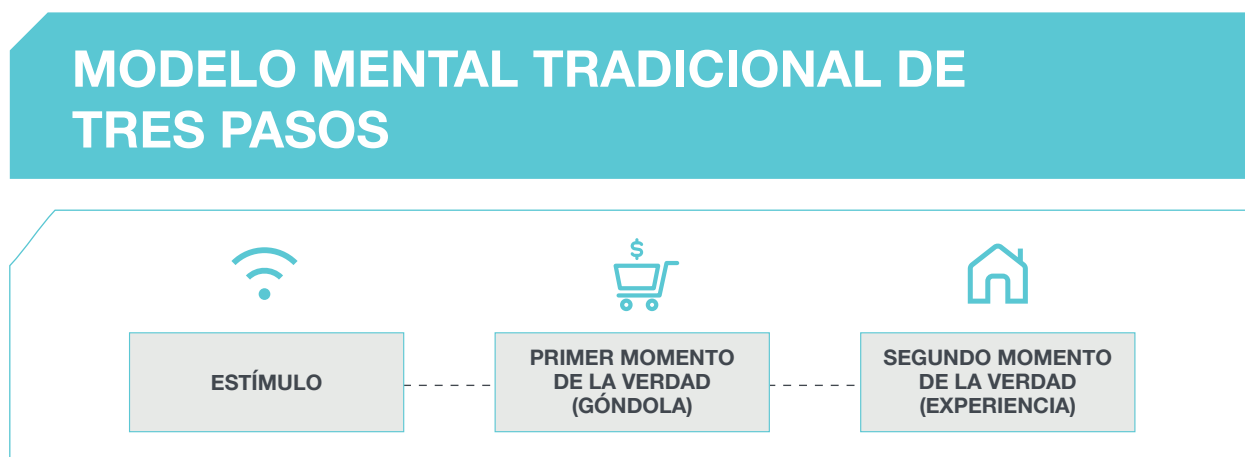 MODELO MENTAL TRADICIONAL DE
TRES PASOS
$
ESTÍMULO
PRIMER MOMENTO
DE LA VERDAD
(GÓNDOLA)
SEGUNDO MOMENTO
DE LA VERDAD
(EXPERIENCIA)